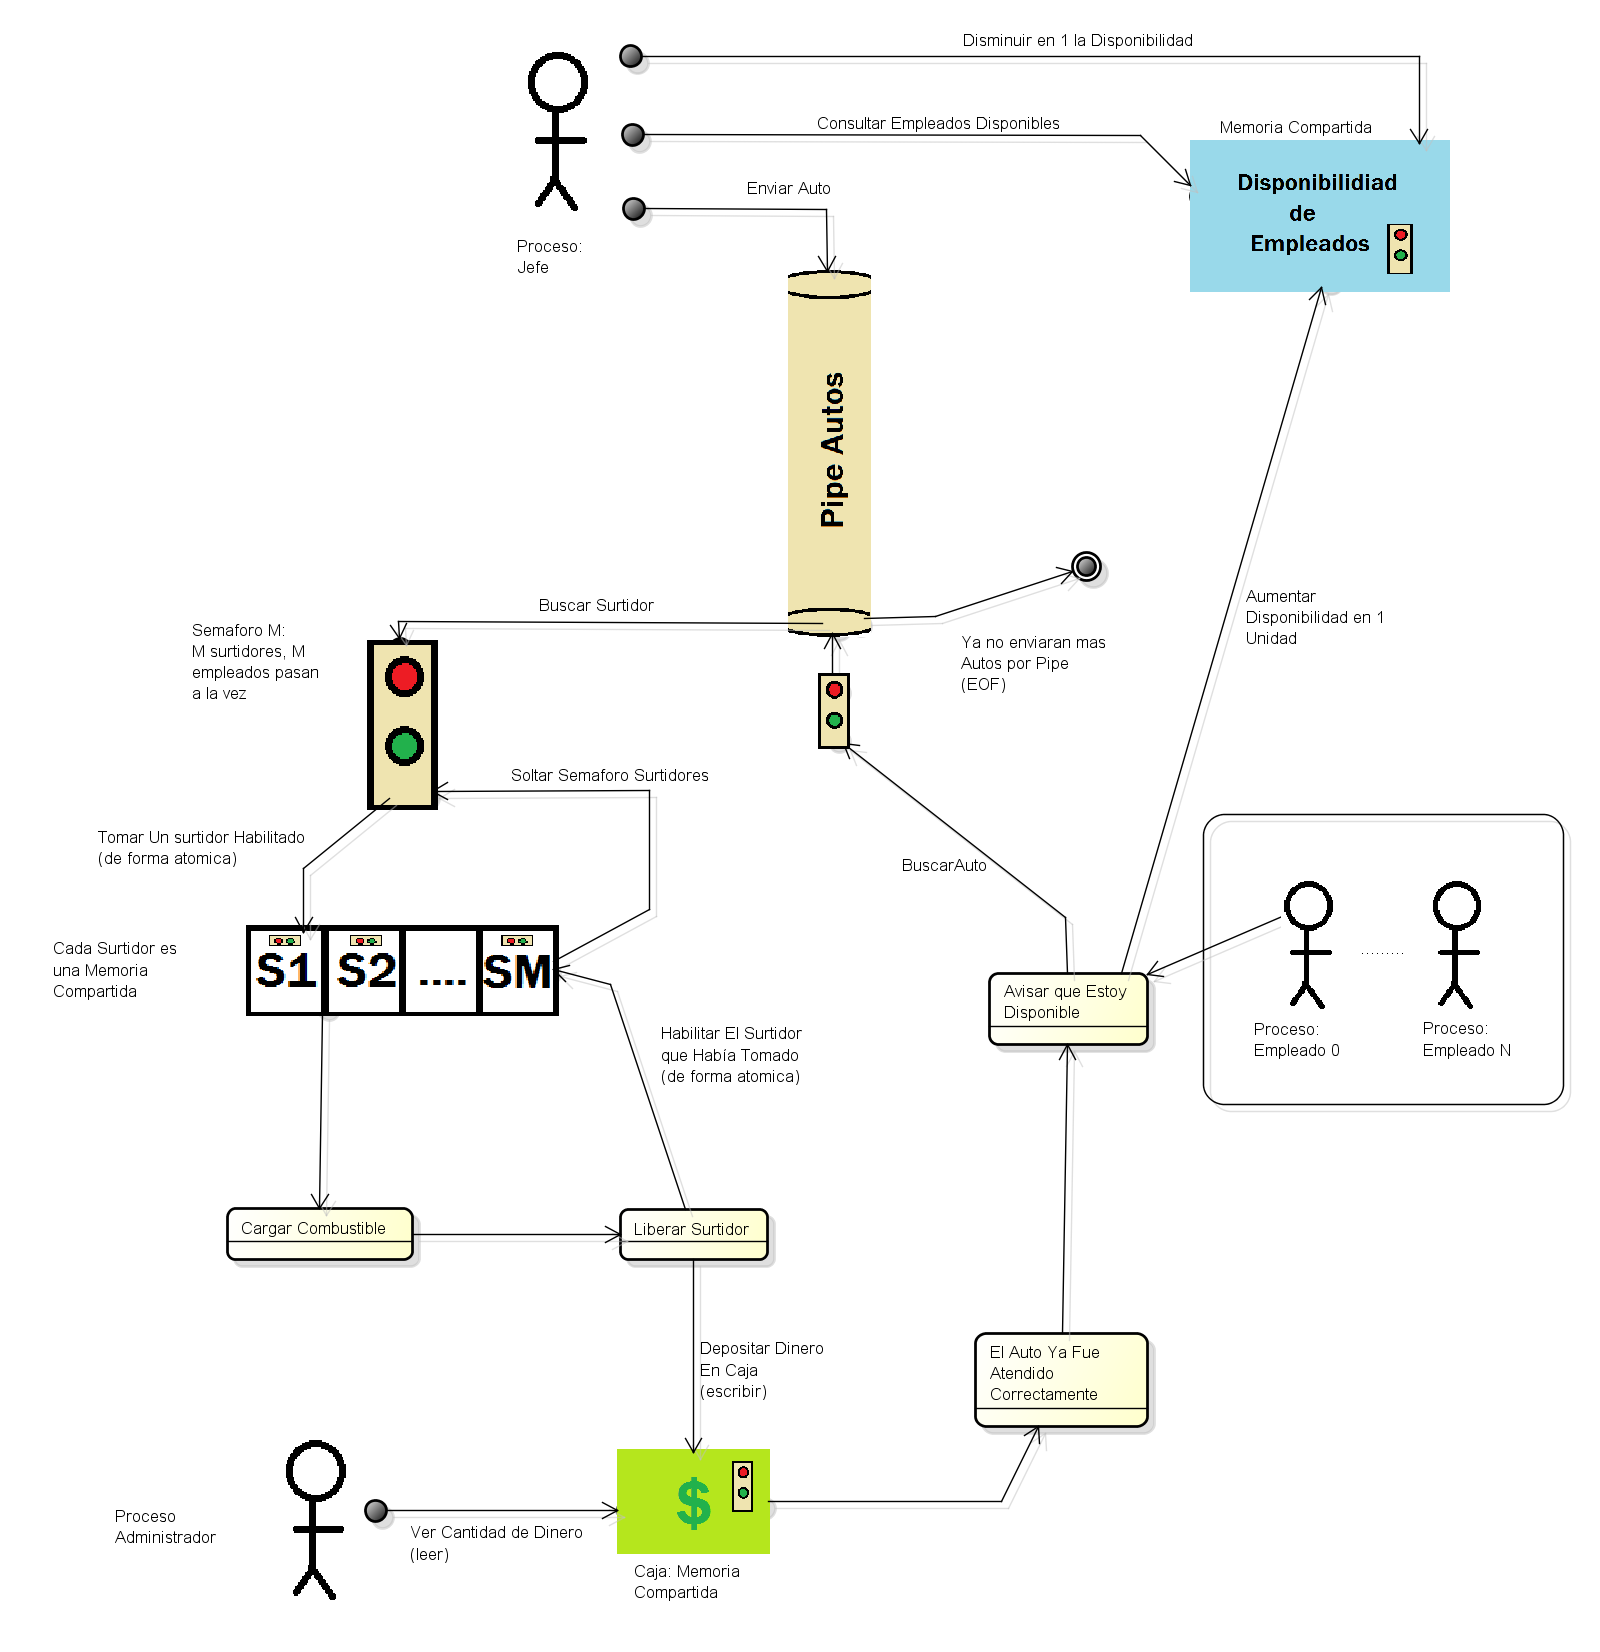 Disminuir en 1 la Disponibilidad
Consultar Empleados Disponibles
Memoria Compartida
Enviar Auto
Disponibilidiad
de
Empleados
Proceso:
Jefe
Pipe Autos
Buscar Surtidor
Aumentar
Disponibilidad en 1
Unidad
Semaforo M:
M surtidores, M
empleados pasan
a la vez
Ya no enviaran mas
Autos por Pipe
(EOF)
Soltar Semaforo Surtidores
Tomar Un surtidor Habilitado
(de forma atomica)
BuscarAuto
Cada Surtidor es
una Memoria
Compartida
S1
S2
....
SM
Avisar que Estoy
Disponible
.........
Proceso:
Empleado 0
Proceso:
Empleado N
Habilitar El Surtidor
que Había Tomado
(de forma atomica)
Cargar Combustible
Liberar Surtidor
Depositar Dinero
En Caja
(escribir)
El Auto Ya Fue
Atendido
Correctamente
Proceso
Administrador
Ver Cantidad de Dinero
(leer)
$
Caja: Memoria
Compartida